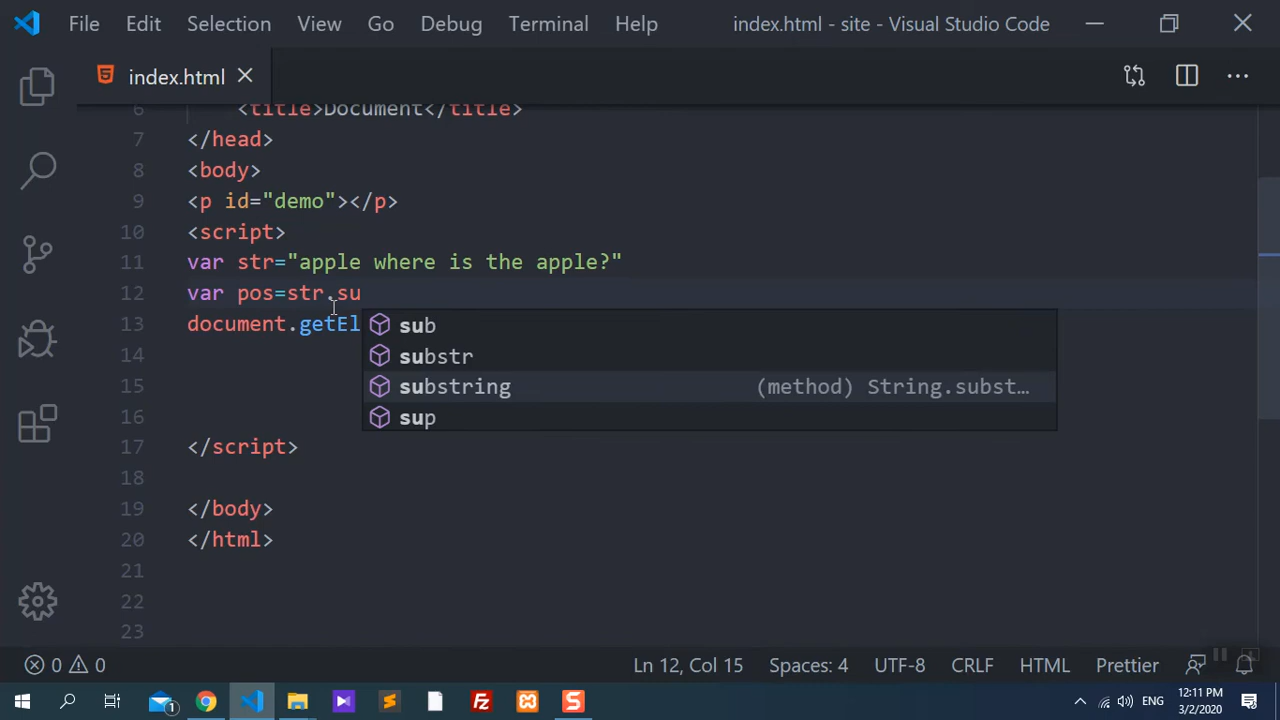 File Edit Selection View Go Debug Terminal Help index.html - site - Visual Studio Code
index.html
6 <title>Document</title>
7 </head>
8 <body>
9 <p id="demo"></p>
10 <script>
11 var str="apple where is the apple?"
12 var pos=str.su
13 document.getEl
sub
14
substr
15
substring (method) String.subst…
16
sup
17 </script>
18
19 </body>
20 </html>
21
22
23
0 0 Ln 12, Col 15 Spaces: 4 UTF-8 CRLF HTML Prettier
1 ENG 12:11 PM
3/2/2020